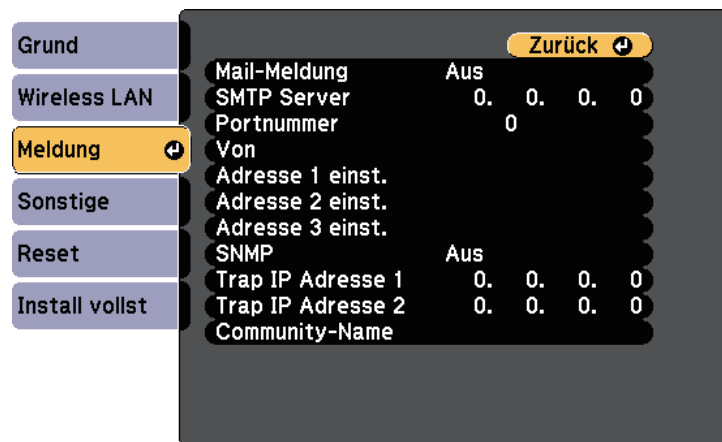 Grund
Wireless LAN
Meldung
Sonstige
Reset
Install vollst
Zurück
Mail-Meldung Aus
SMTP Server 0. 0. 0. 0
Portnummer 0
Von
Adresse 1 einst.
Adresse 2 einst.
Adresse 3 einst.
SNMP Aus
Trap IP Adresse 1 0. 0. 0. 0
Trap IP Adresse 2 0. 0. 0. 0
Community-Name